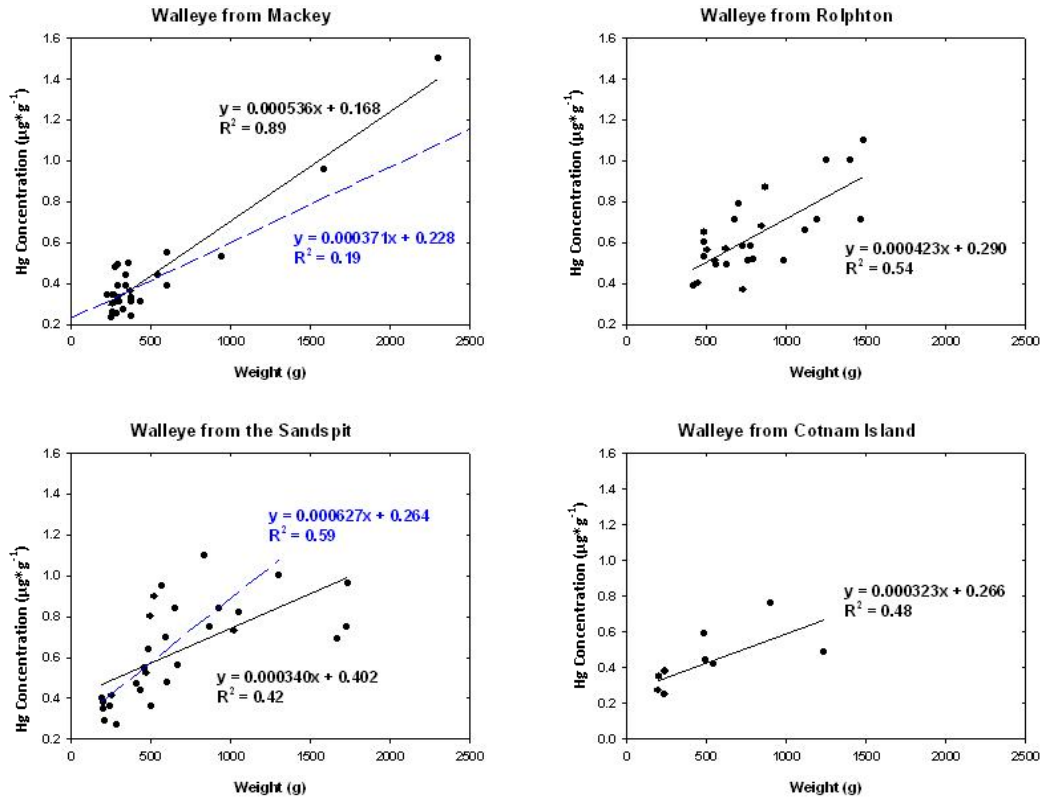 Walleye from Mackey
1.6
1.4
1.2
1.0
0.8
0.6
0.4
0.2
Hg Concentration (µg*g-1)
y = 0.000536x + 0.168
R2 = 0.89
y = 0.000371x + 0.228
R2 = 0.19
0 500 1000 1500 2000 2500
Weight (g)
Walleye from Rolphton
1.6
1.4
1.2
1.0
0.8
0.6
0.4
0.2
Hg Concentration (µg*g-1)
y = 0.000423x + 0.290
R2 = 0.54
0 500 1000 1500 2000 2500
Weight (g)
Walleye from the Sandspit
1.6
1.4
1.2
1.0
0.8
0.6
0.4
0.2
0.0
Hg Concentration (µg*g-1)
y = 0.000627x + 0.264
R2 = 0.59
y = 0.000340x + 0.402
R2 = 0.42
0 500 1000 1500 2000 2500
Weight (g)
Walleye from Cotnam Island
1.6
1.4
1.2
1.0
0.8
0.6
0.4
0.2
0.0
Hg Concentration (µg*g-1)
y = 0.000323x + 0.266
R2 = 0.48
0 500 1000 1500 2000 2500
Weight (g)